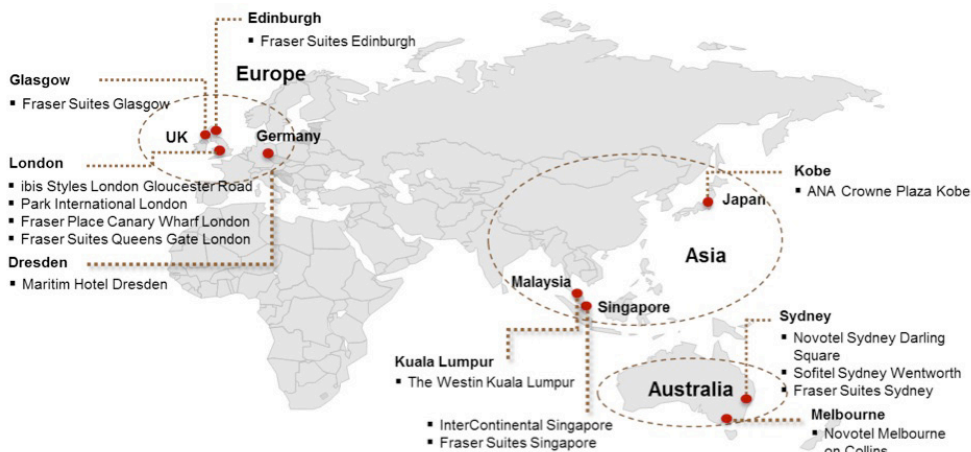 Edinburgh
▪ Fraser Suites Edinburgh
Europe
Glasgow
▪ Fraser Suites Glasgow
UK
Germany
London
▪ ibis Styles London Gloucester Road
▪ Park International London
▪ Fraser Place Canary Wharf London
▪ Fraser Suites Queens Gate London
Dresden
▪ Maritim Hotel Dresden
Kobe
▪ ANA Crowne Plaza Kobe
Japan
Asia
Malaysia
Singapore
Kuala Lumpur
▪ The Westin Kuala Lumpur
▪ InterContinental Singapore
▪ Fraser Suites Singapore
Sydney
▪ Novotel Sydney Darling
Square
▪ Sofitel Sydney Wentworth
▪ Fraser Suites Sydney
Australia
Melbourne
▪ Novotel Melbourne
on Collins